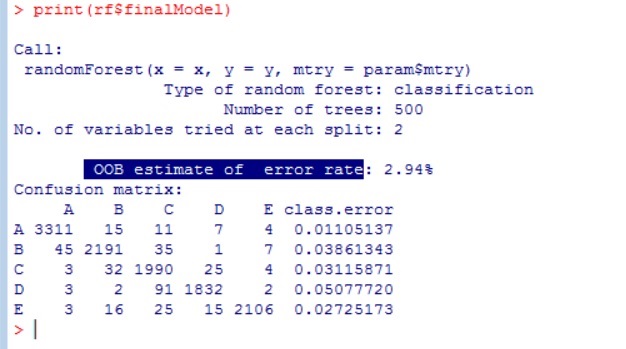 > print(rf$finalModel)
Call:
randomForest(x = x, y = y, mtry = param$mtry)
Type of random forest: classification
Number of trees: 500
No. of variables tried at each split: 2
OOB estimate of  error rate: 2.94%
Confusion matrix:
A B C D E class.error
A 3311 15 11 7 4 0.01105137
B 45 2191 35 1 7 0.03861343
C 3 32 1990 25 4 0.03115871
D 3 2 91 1832 2 0.05077720
E 3 16 25 15 2106 0.02725173
>